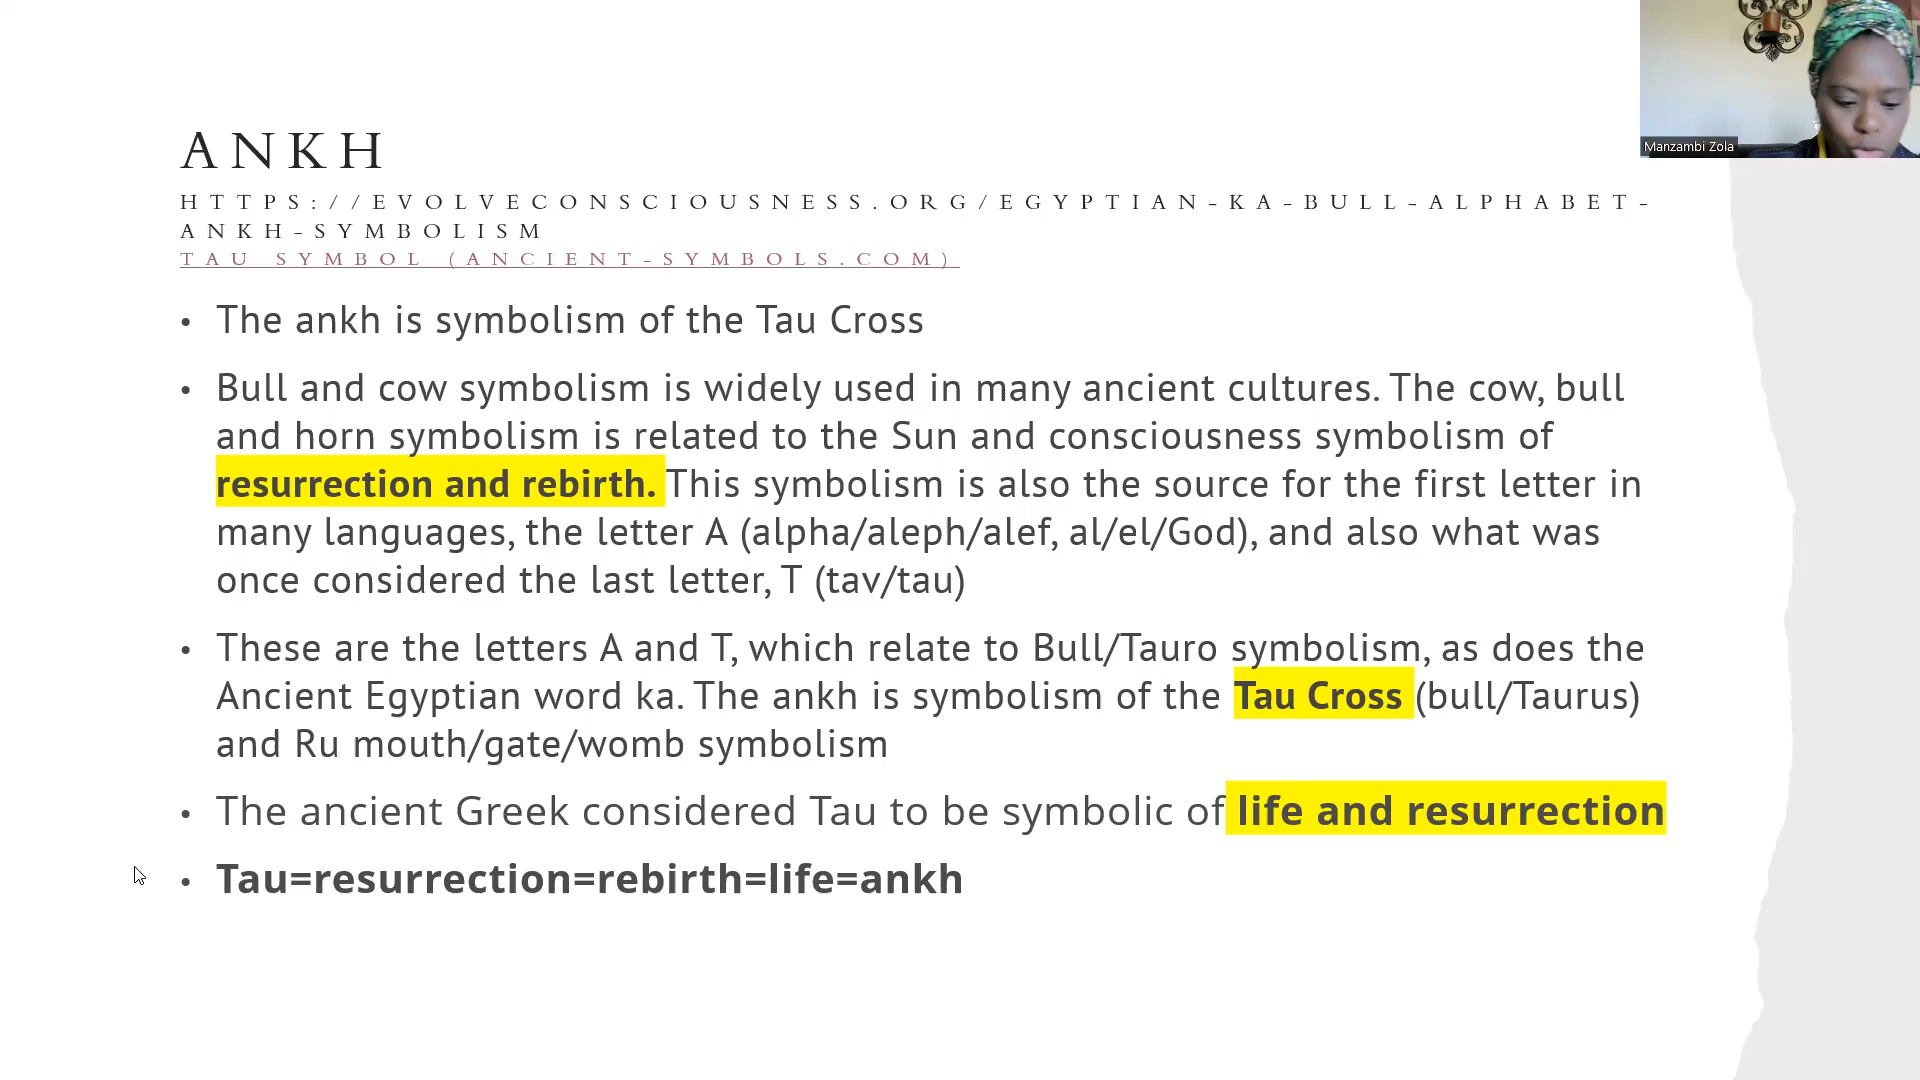 Manzambi Zola
ANKH
HTTPS://EVOLVECONSCIOUSNESS.ORG/EGYPTIAN-KA-BULL-ALPHABET-
ANKH-SYMBOLISM
TAU SYMBOL (ANCIENT-SYMBOLS.COM)
• The ankh is symbolism of the Tau Cross
• Bull and cow symbolism is widely used in many ancient cultures. The cow, bull
and horn symbolism is related to the Sun and consciousness symbolism of
resurrection and rebirth. This symbolism is also the source for the first letter in
many languages, the letter A (alpha/aleph/alef, al/el/God), and also what was
once considered the last letter, T (tav/tau)
• These are the letters A and T, which relate to Bull/Tauro symbolism, as does the
Ancient Egyptian word ka. The ankh is symbolism of the Tau Cross (bull/Taurus)
and Ru mouth/gate/womb symbolism
• The ancient Greek considered Tau to be symbolic of life and resurrection
• Tau=resurrection=rebirth=life=ankh